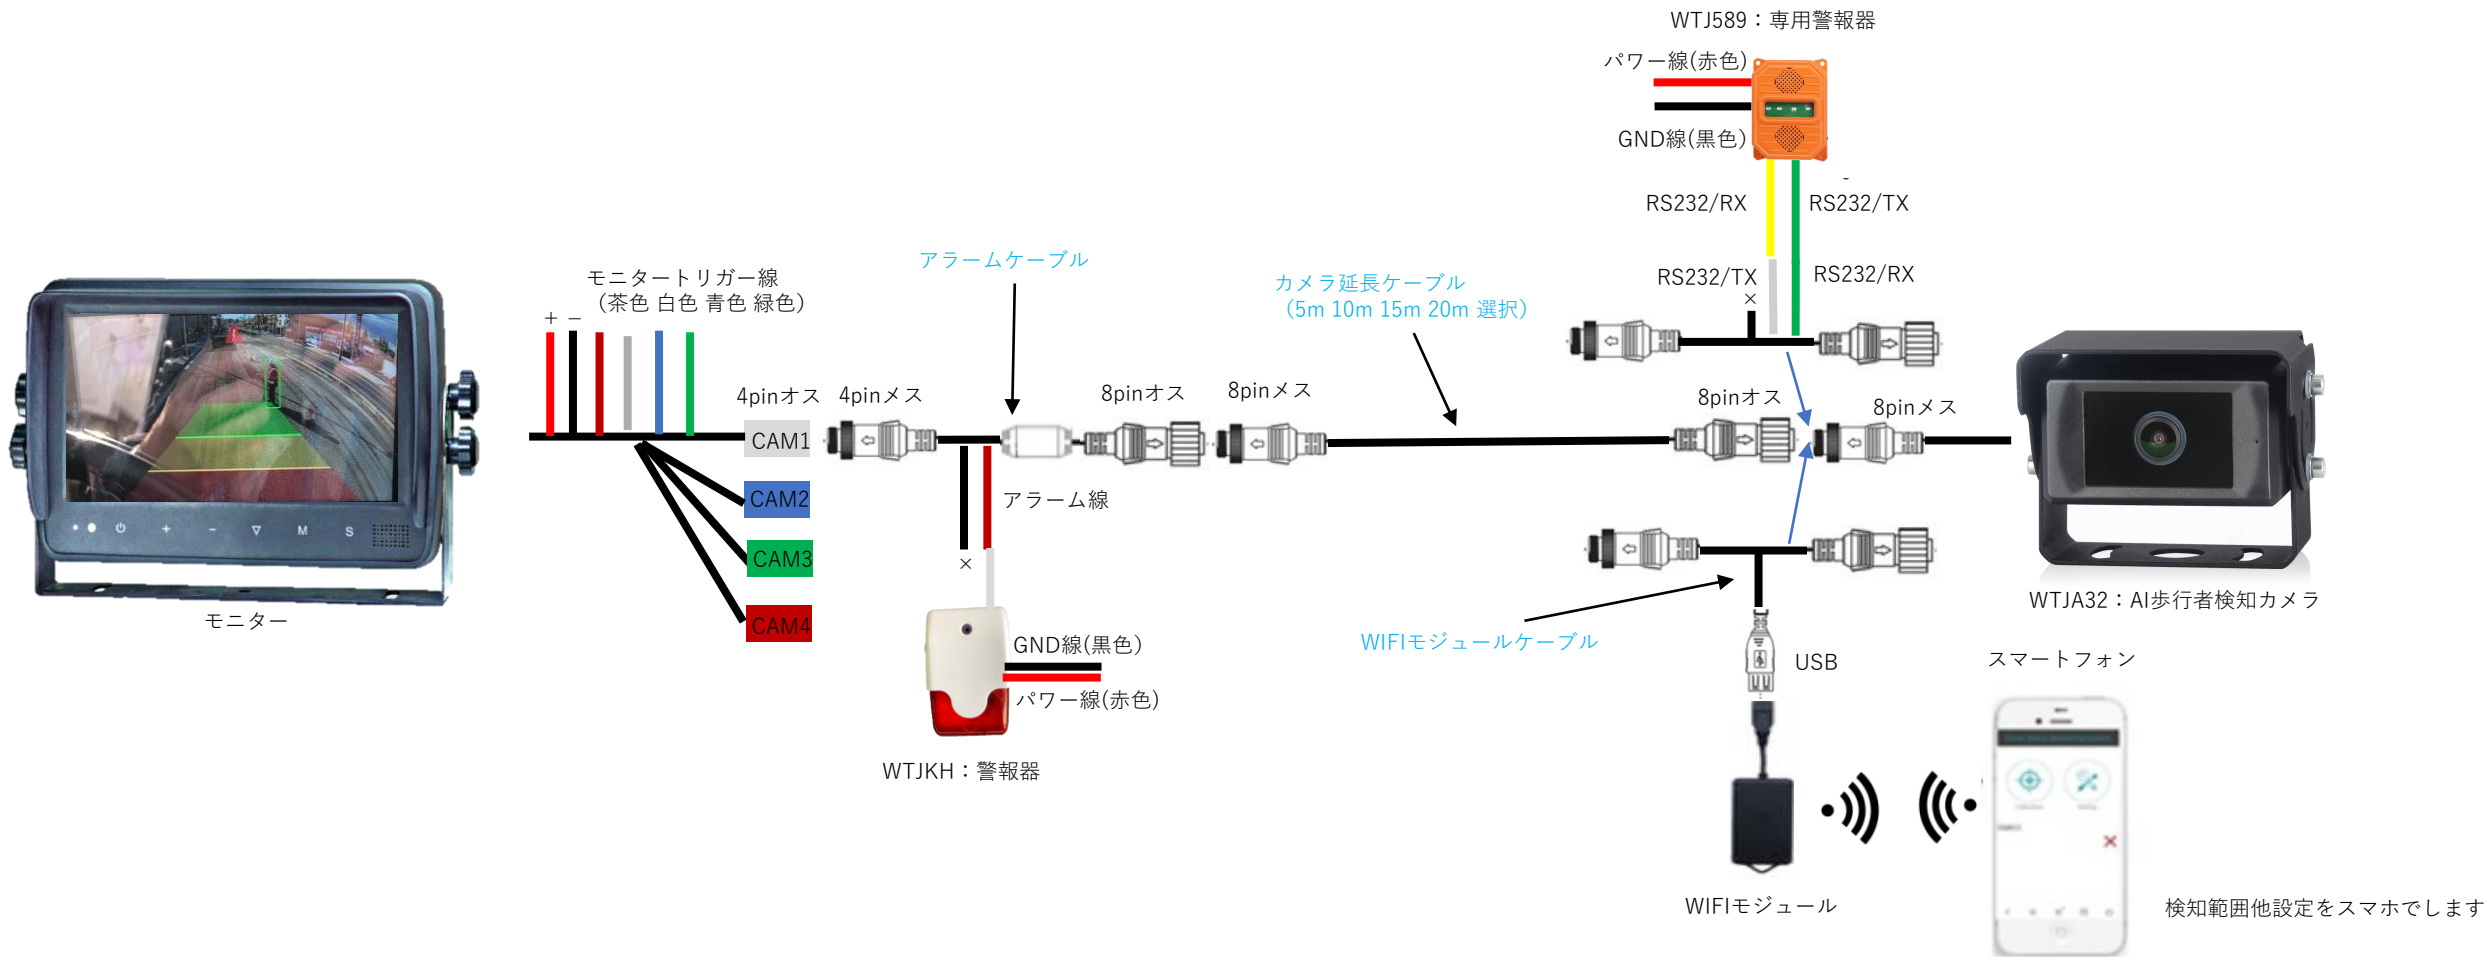 WTJ589：専用警報器
パワー線(赤色)
GND線(黒色)
RS232/RX
RS232/TX
RS232/TX
RS232/RX
×
モニタートリガー線
（茶色 白色 青色 緑色）
+ −
アラームケーブル
カメラ延長ケーブル
（5m 10m 15m 20m 選択）
4pinオス
4pinメス
8pinオス
8pinメス
8pinオス
8pinメス
CAM1
CAM2
CAM3
CAM4
アラーム線
×
GND線(黒色）
パワー線(赤色)
WTJKH：警報器
モニター
M
S
WTJA32：AI歩行者検知カメラ
WIFIモジュールケーブル
USB
スマートフォン
WIFIモジュール
検知範囲他設定をスマホでします